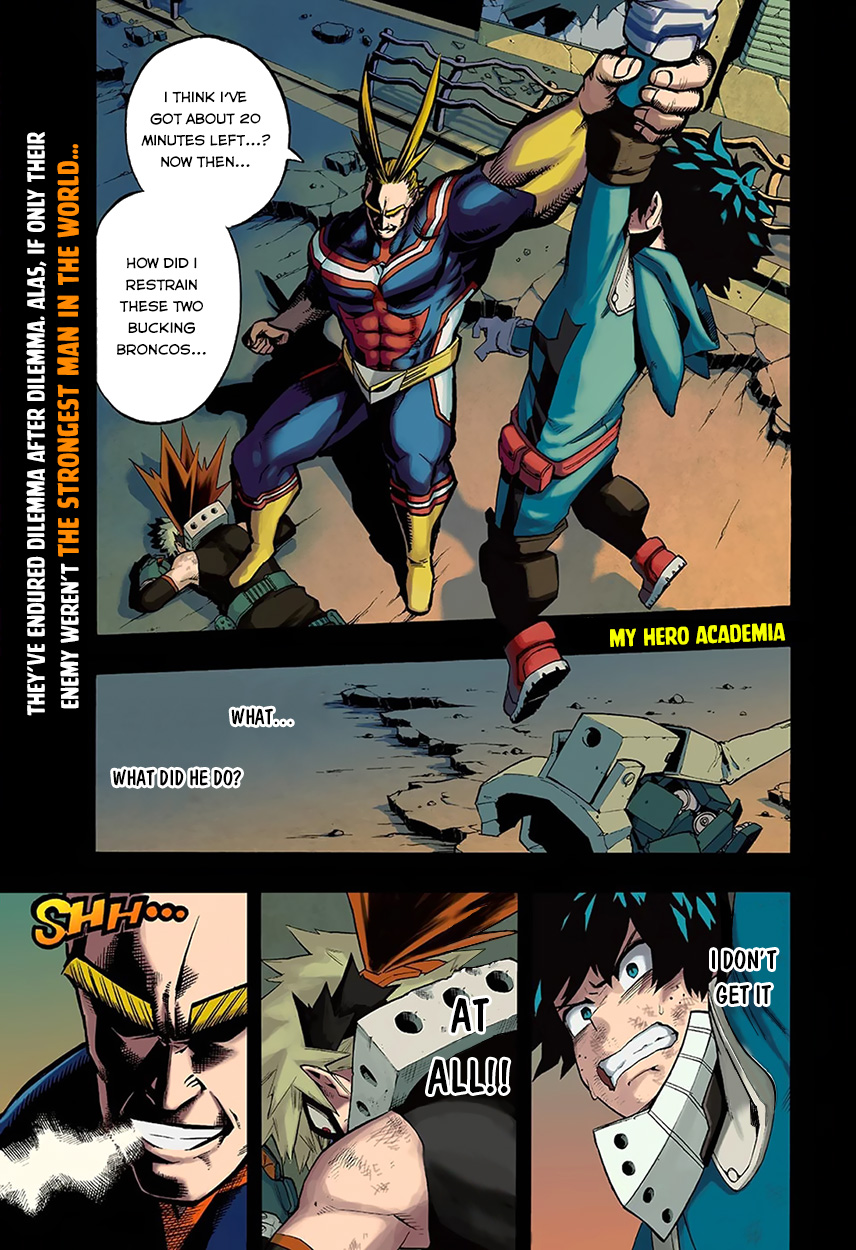 THEY'VE ENDURED DILEMMA AFTER DILEMMA. ALAS, IF ONLY THEIR
ENEMY WEREN'T THE STRONGEST MAN IN THE WORLD...
I THINK I'VE
GOT ABOUT 20
MINUTES LEFT...?
NOW THEN...
HOW DID I
RESTRAIN
THESE TWO
BUCKING
BRONCOS...
MY HERO ACADEMIA
WHAT...
WHAT DID HE DO?
I DON'T
GET IT
AT
ALL!!
SHH...